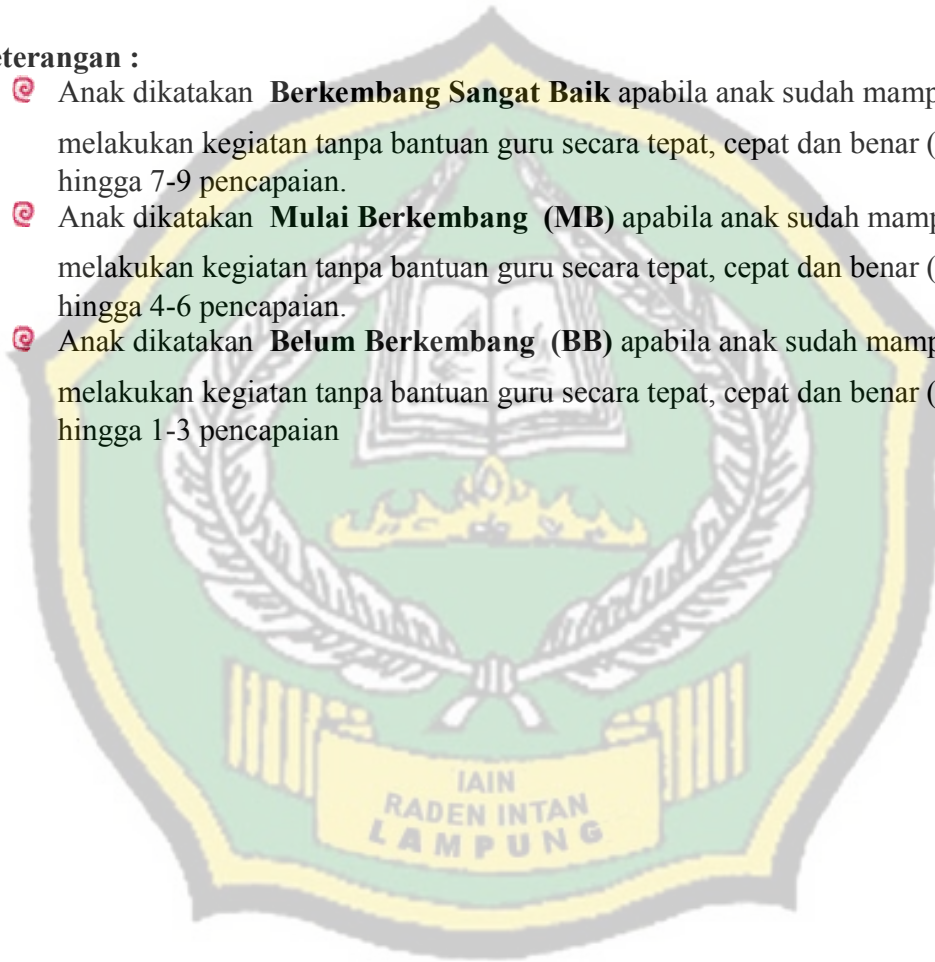 eterangan :
Anak dikatakan Berkembang Sangat Baik apabila anak sudah mamp
melakukan kegiatan tanpa bantuan guru secara tepat, cepat dan benar (
hingga 7-9 pencapaian.
Anak dikatakan Mulai Berkembang (MB) apabila anak sudah mamp
melakukan kegiatan tanpa bantuan guru secara tepat, cepat dan benar (
hingga 4-6 pencapaian.
Anak dikatakan Belum Berkembang (BB) apabila anak sudah mamp
melakukan kegiatan tanpa bantuan guru secara tepat, cepat dan benar (
hingga 1-3 pencapaian
IAIN
RADEN INTAN
LAMPUNG